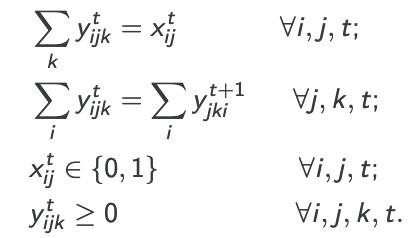 ∑_k y^t_{ijk} = x^t_{ij} ∀i, j, t;
∑_i y^t_{ijk} = ∑_i y^{t+1}_{jki} ∀j, k, t;
x^t_{ij} ∈ {0, 1} ∀i, j, t;
y^t_{ijk} ≥ 0 ∀i, j, k, t.